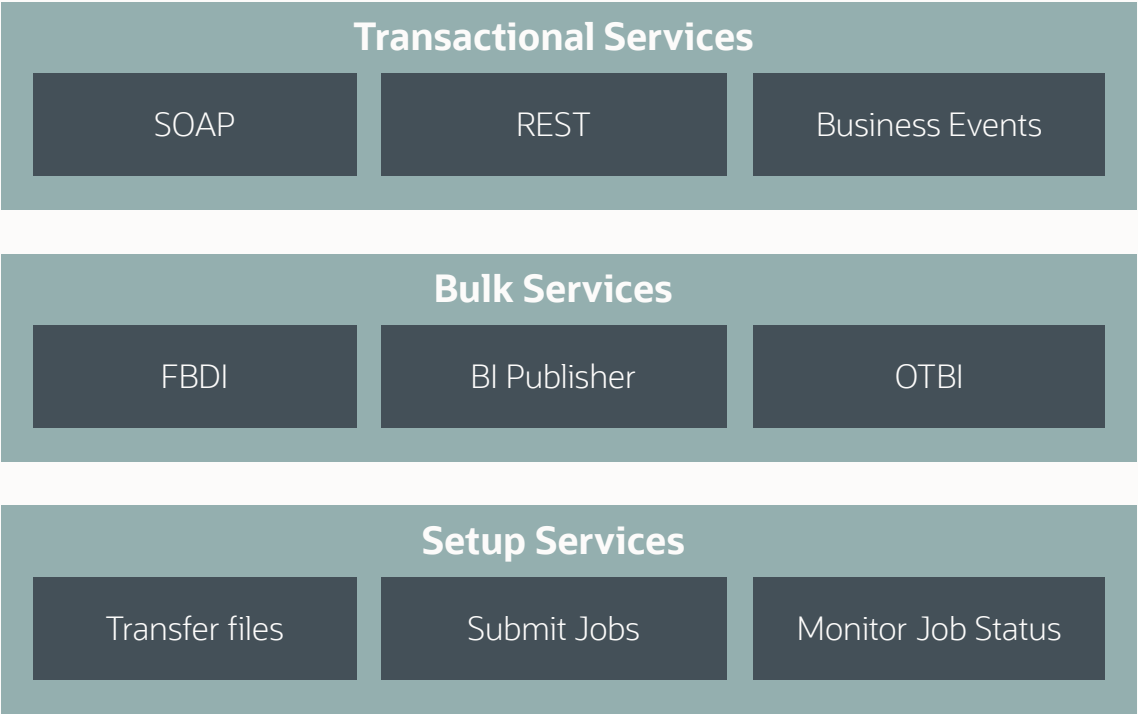 Transactional Services
SOAP
REST
Business Events
Bulk Services
FBDI
BI Publisher
OTBI
Setup Services
Transfer files
Submit Jobs
Monitor Job Status